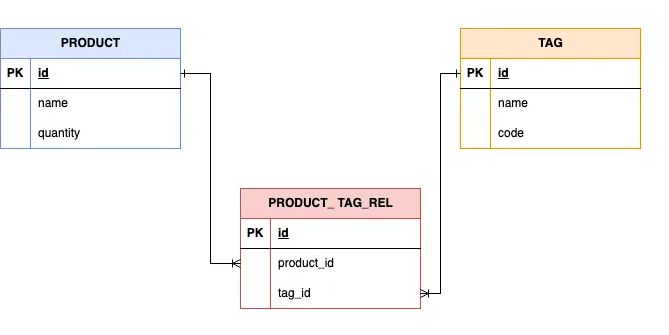 PRODUCT
PK id
name
quantity
TAG
PK id
name
code
PRODUCT_ TAG_REL
PK id
product_id
tag_id